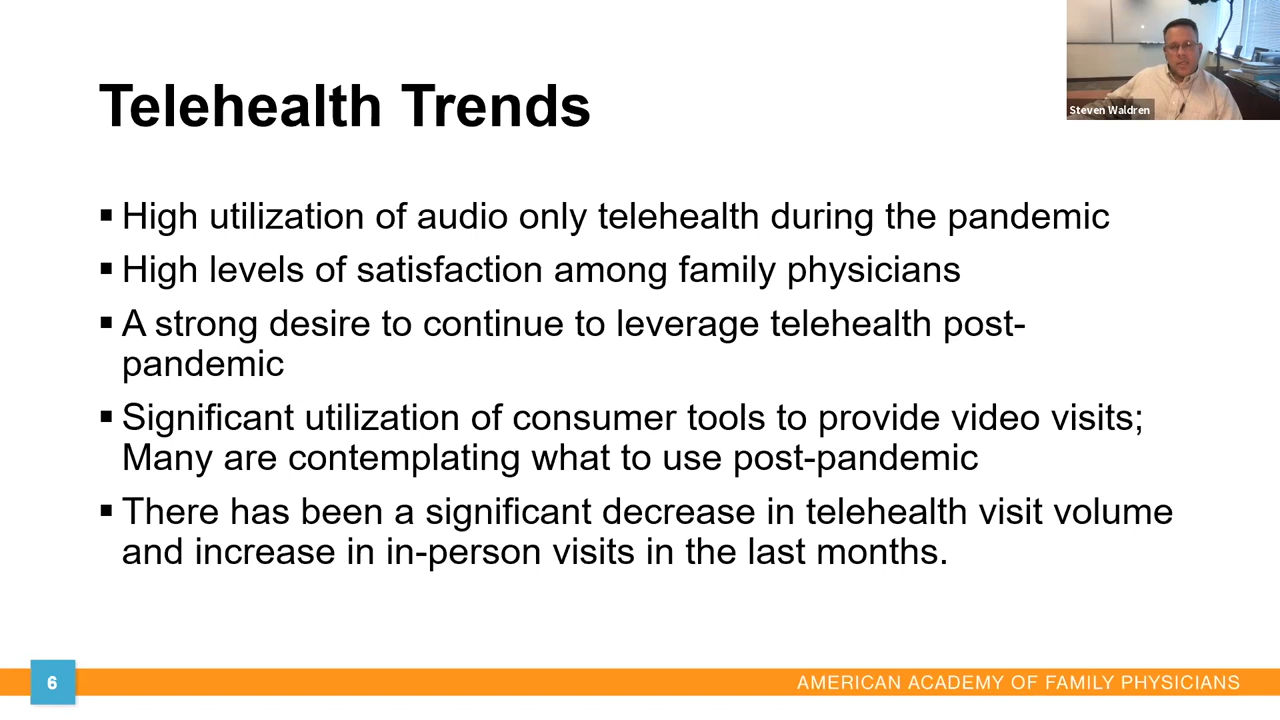 Telehealth Trends
Steven Waldren
▪ High utilization of audio only telehealth during the pandemic
▪ High levels of satisfaction among family physicians
▪ A strong desire to continue to leverage telehealth post-
pandemic
▪ Significant utilization of consumer tools to provide video visits;
Many are contemplating what to use post-pandemic
▪ There has been a significant decrease in telehealth visit volume
and increase in in-person visits in the last months.
6
AMERICAN ACADEMY OF FAMILY PHYSICIANS